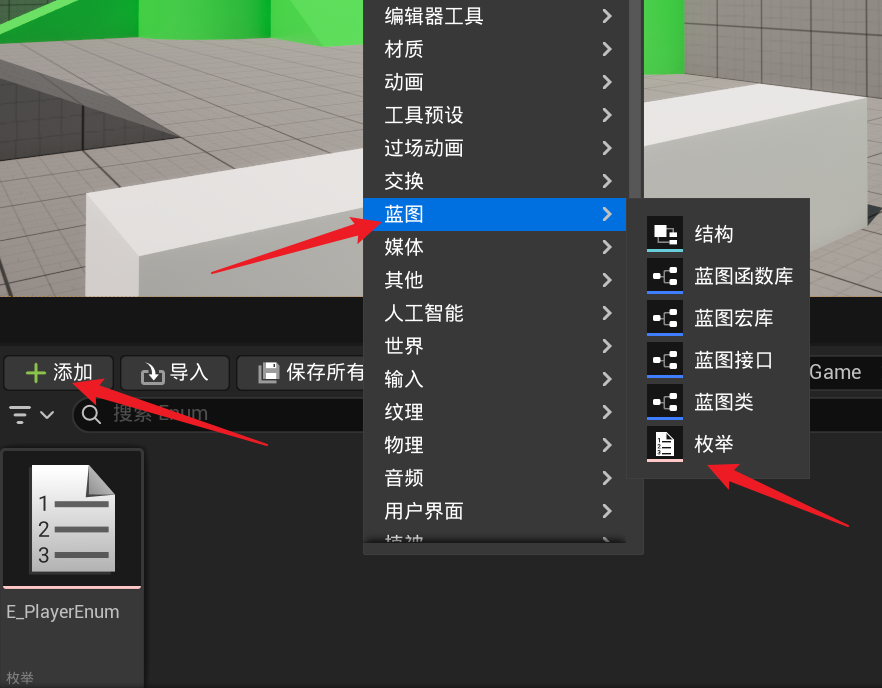 编辑器工具
材质
动画
工具预设
过场动画
交换
蓝图
媒体
其他
人工智能
世界
输入
纹理
物理
音频
用户界面
植被
结构
蓝图函数库
蓝图宏库
蓝图接口
蓝图类
枚举
添加
导入
保存所有
Game
搜索 Enum
1
2
3
E_PlayerEnum
枚举